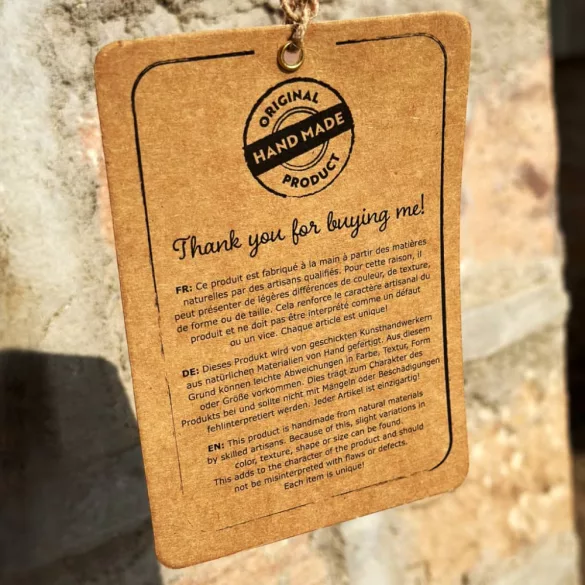 ORIGINAL
HAND MADE
PRODUCT
Thank you for buying me!
FR: Ce produit est fabriqué à la main à partir des matières
naturelles par des artisans qualifiés. Pour cette raison, il
peut présenter de légères différences de couleur, de texture,
de forme ou de taille. Cela renforce le caractère artisanal du
produit et ne doit pas être interprété comme un défaut
ou un vice. Chaque article est unique!
DE: Dieses Produkt wird von geschickten Kunsthandwerkern
aus natürlichen Materialien von Hand gefertigt. Aus diesem
Grund können leichte Abweichungen in Farbe, Textur, Form
oder Größe vorkommen. Dies trägt zum Charakter des
Produkts bei und sollte nicht mit Mängeln oder Beschädigungen
fehlinterpretiert werden. Jeder Artikel ist einzigartig!
EN: This product is handmade from natural materials
by skilled artisans. Because of this, slight variations in
color, texture, shape or size can be found.
This adds to the character of the product and should
not be misinterpreted with flaws or defects.
Each item is unique!